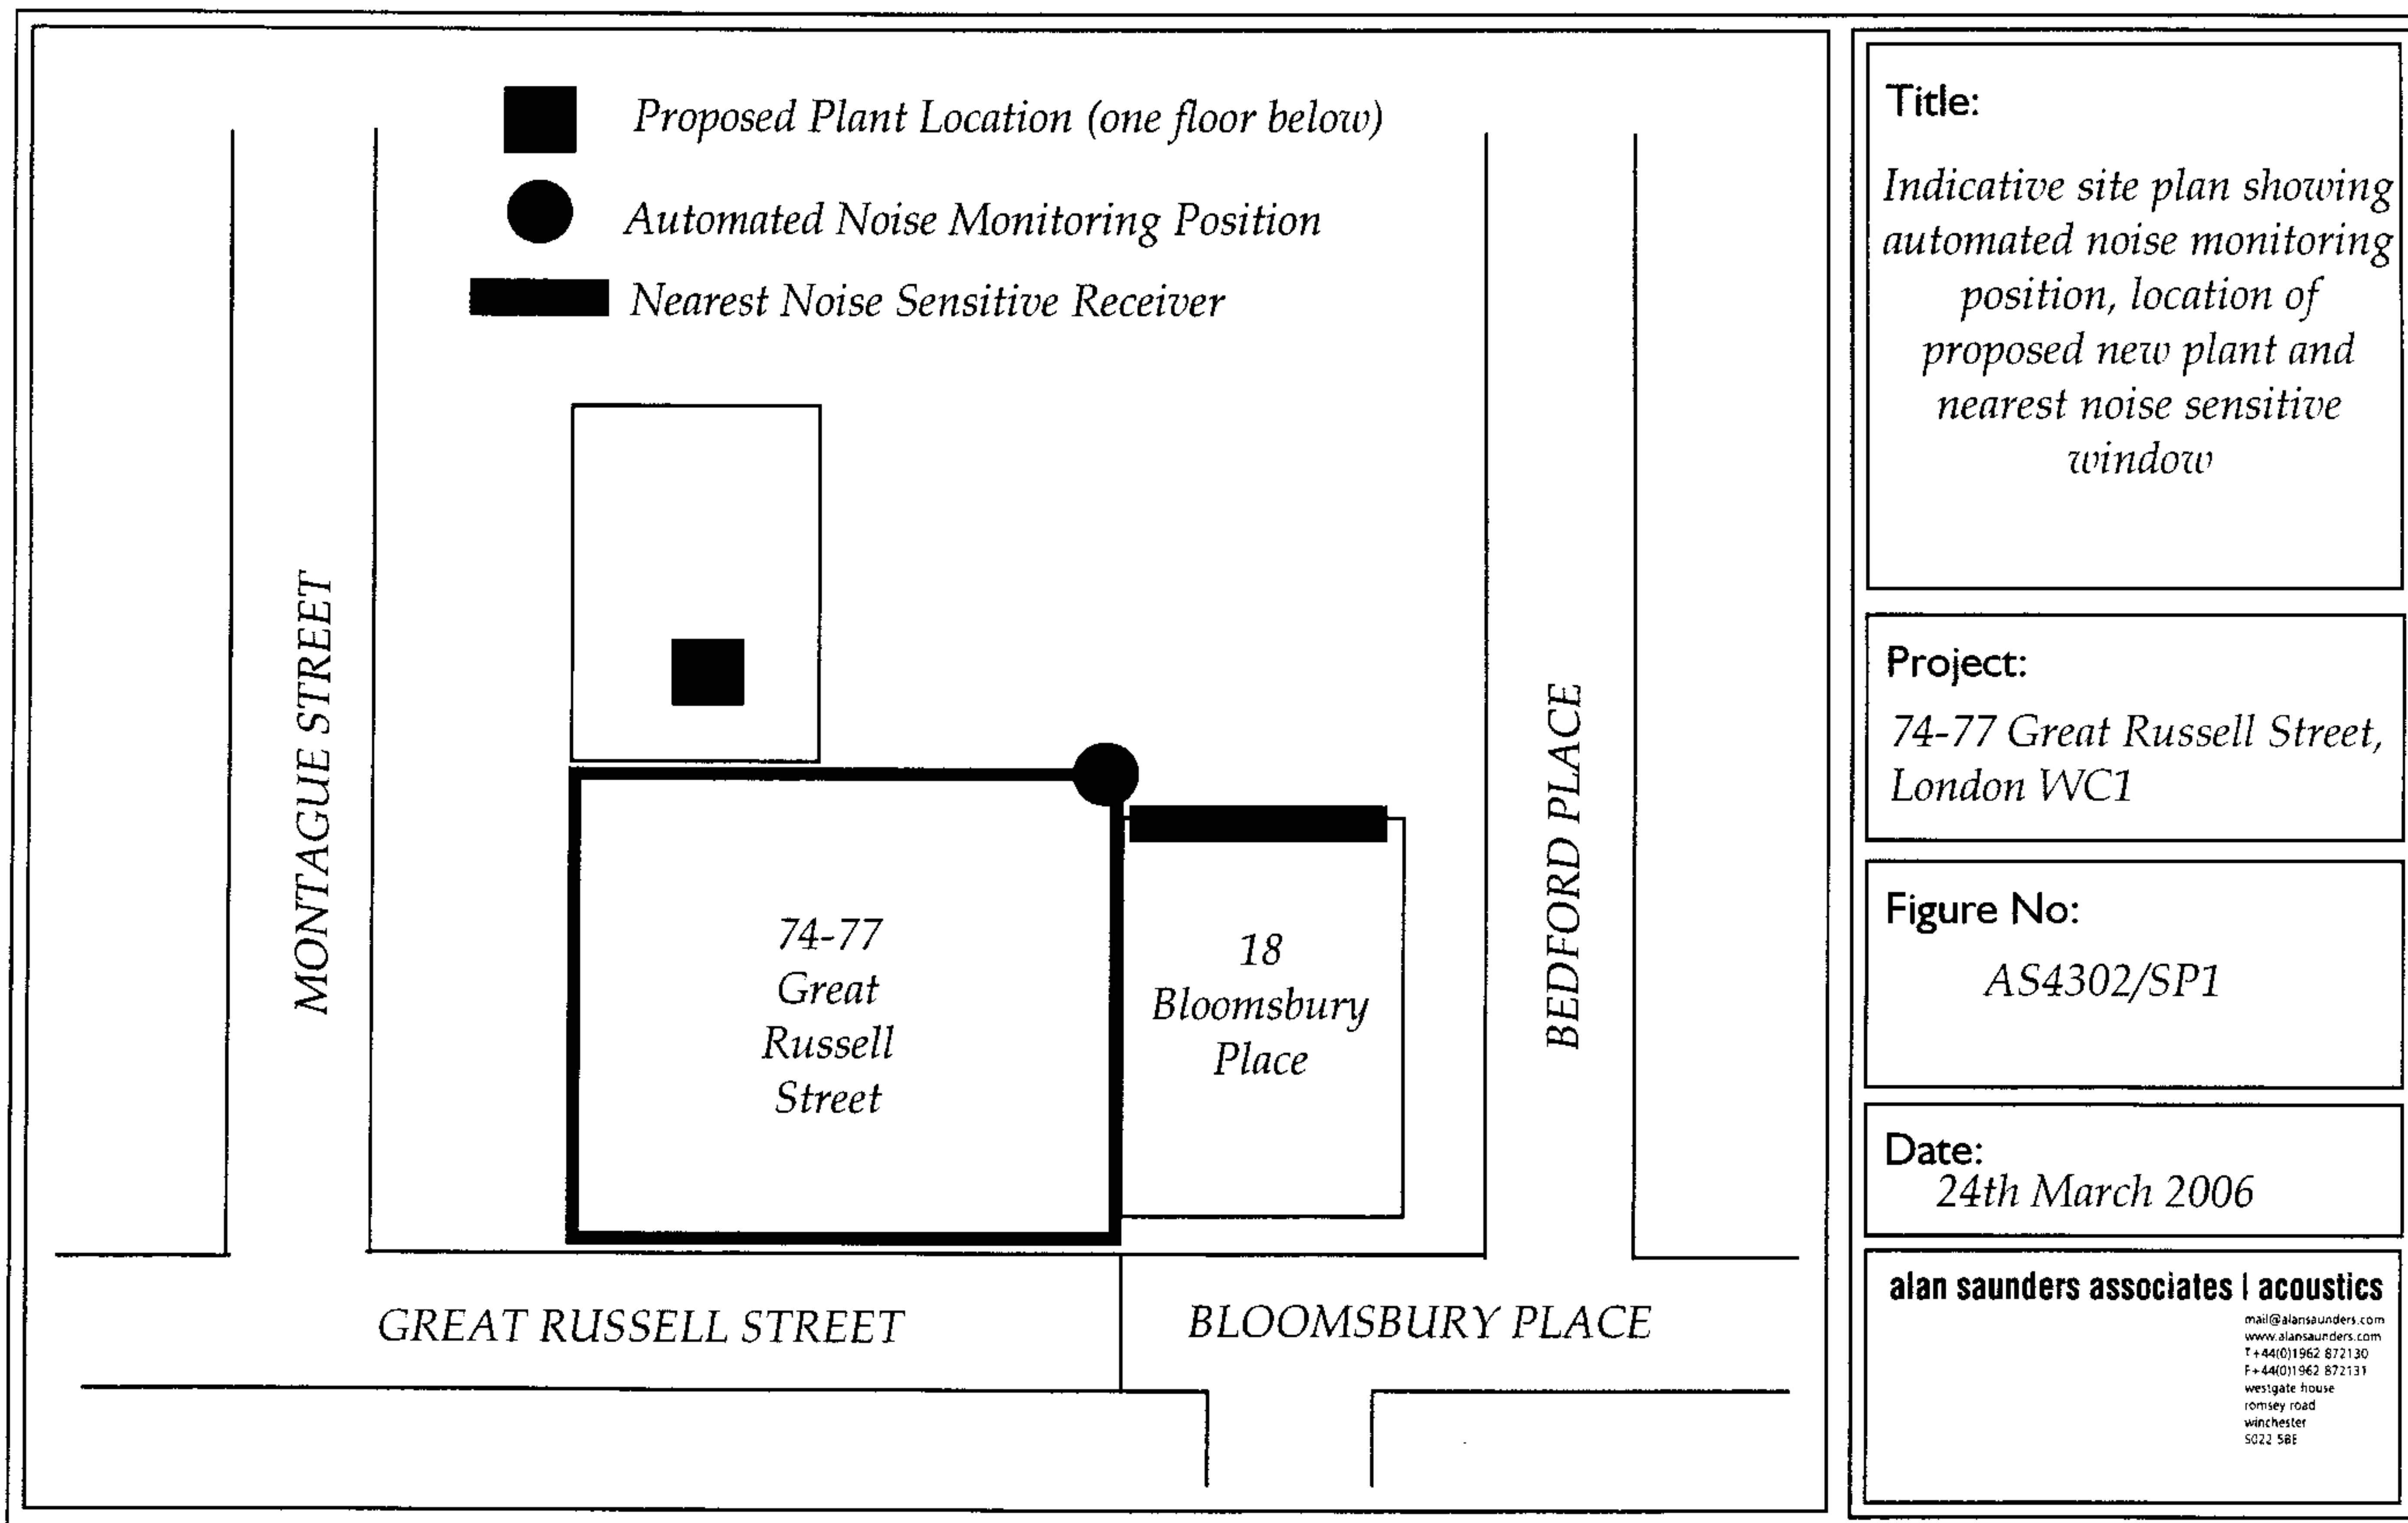 Proposed Plant Location (one floor below)
Automated Noise Monitoring Position
Nearest Noise Sensitive Receiver
MONTAGUE STREET
BEDFORD PLACE
74-77
Great
Russell
Street
18
Bloomsbury
Place
GREAT RUSSELL STREET
BLOOMSBURY PLACE
Title:
Indicative site plan showing
automated noise monitoring
position, location of
proposed new plant and
nearest noise sensitive
window
Project:
74-77 Great Russell Street,
London WC1
Figure No:
AS4302/SP1
Date:
24th March 2006
alan saunders associates | acoustics
mail@alansaunders.com
www.alansaunders.com
T+44(0)1962 872130
F+44(0)1962 872131
westgate house
romsey road
winchester
SO22 5BE